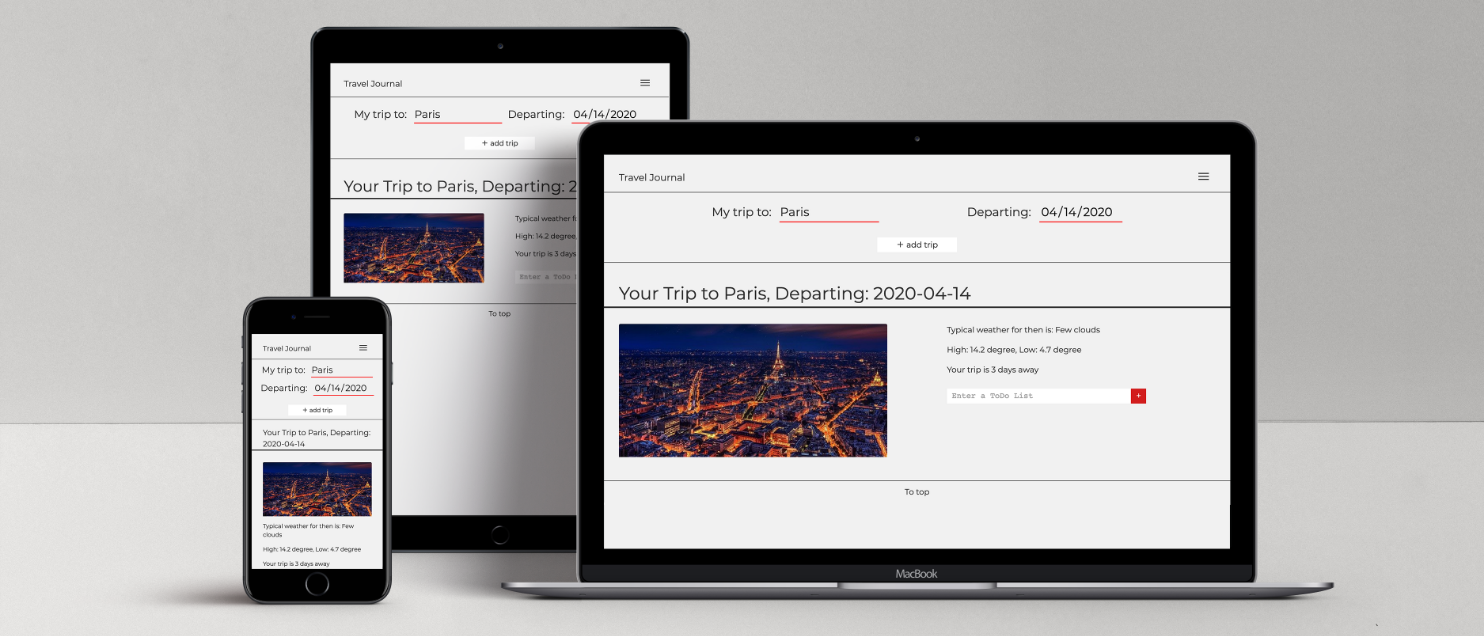 Travel Journal
My trip to: Paris Departing: 04/14/2020
+ add trip
Your Trip to Paris, Departing: 2
Typical weather f
High: 14.2 degree,
Your trip is 3 days
Enter a ToDo
To top
Travel Journal
My trip to: Paris
Departing: 04/14/2020
+ add trip
Your Trip to Paris, Departing:
2020-04-14
Typical weather for then is: Few
clouds
High: 14.2 degree, Low: 4.7 degree
Your trip is 3 days away
Travel Journal
My trip to: Paris Departing: 04/14/2020
+ add trip
Your Trip to Paris, Departing: 2020-04-14
Typical weather for then is: Few clouds
High: 14.2 degree, Low: 4.7 degree
Your trip is 3 days away
Enter a ToDo List +
To top
MacBook